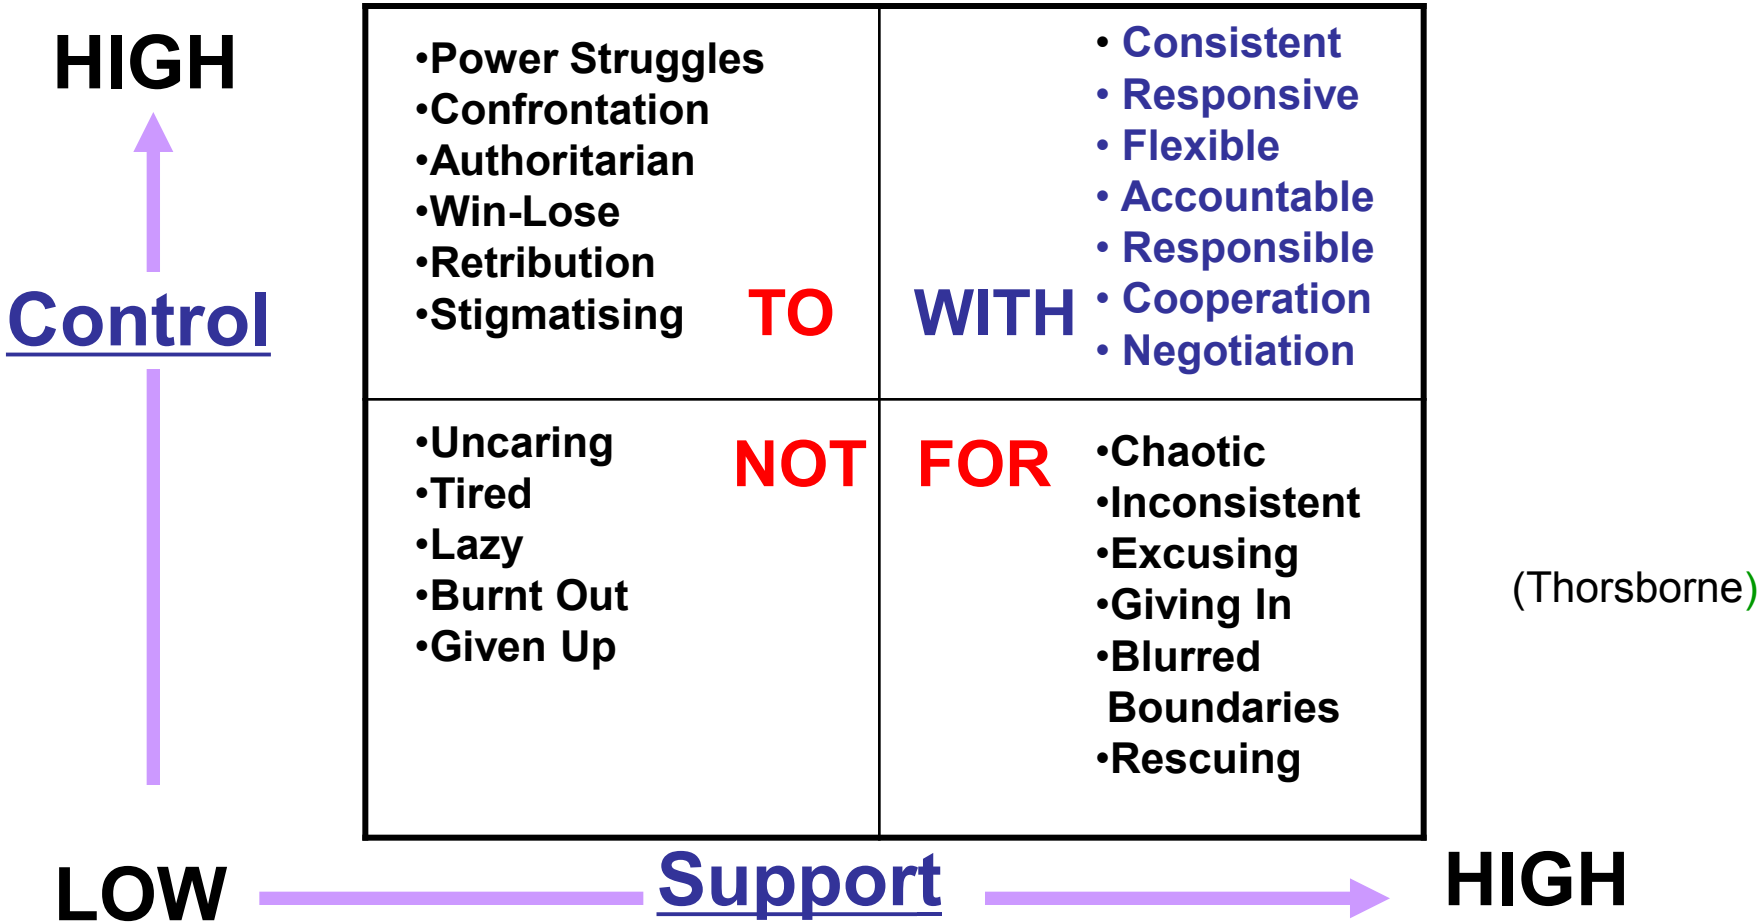 HIGH
Control
•Power Struggles
•Confrontation
•Authoritarian
•Win-Lose
•Retribution
•Stigmatising
TO
WITH
• Consistent
• Responsive
• Flexible
• Accountable
• Responsible
• Cooperation
• Negotiation
•Uncaring
•Tired
•Lazy
•Burnt Out
•Given Up
NOT
FOR
•Chaotic
•Inconsistent
•Excusing
•Giving In
•Blurred
Boundaries
•Rescuing
(Thorsborne)
LOW
Support
HIGH